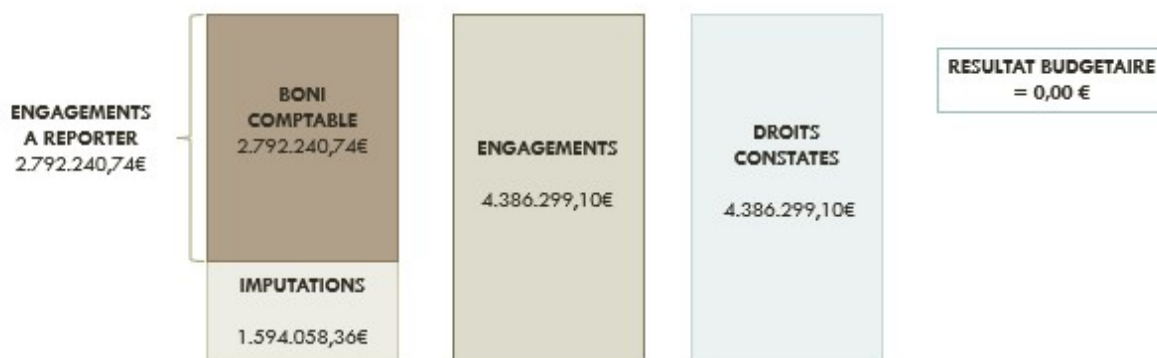 ENGAGEMENTS
A REPORTER
2.792.240,74€
BONI
COMPTABLE
2.792.240,74€
IMPUTATIONS
1.594.058,36€
ENGAGEMENTS
4.386.299,10€
DROITS
CONSTATES
4.386.299,10€
RESULTAT BUDGETAIRE
= 0,00 €